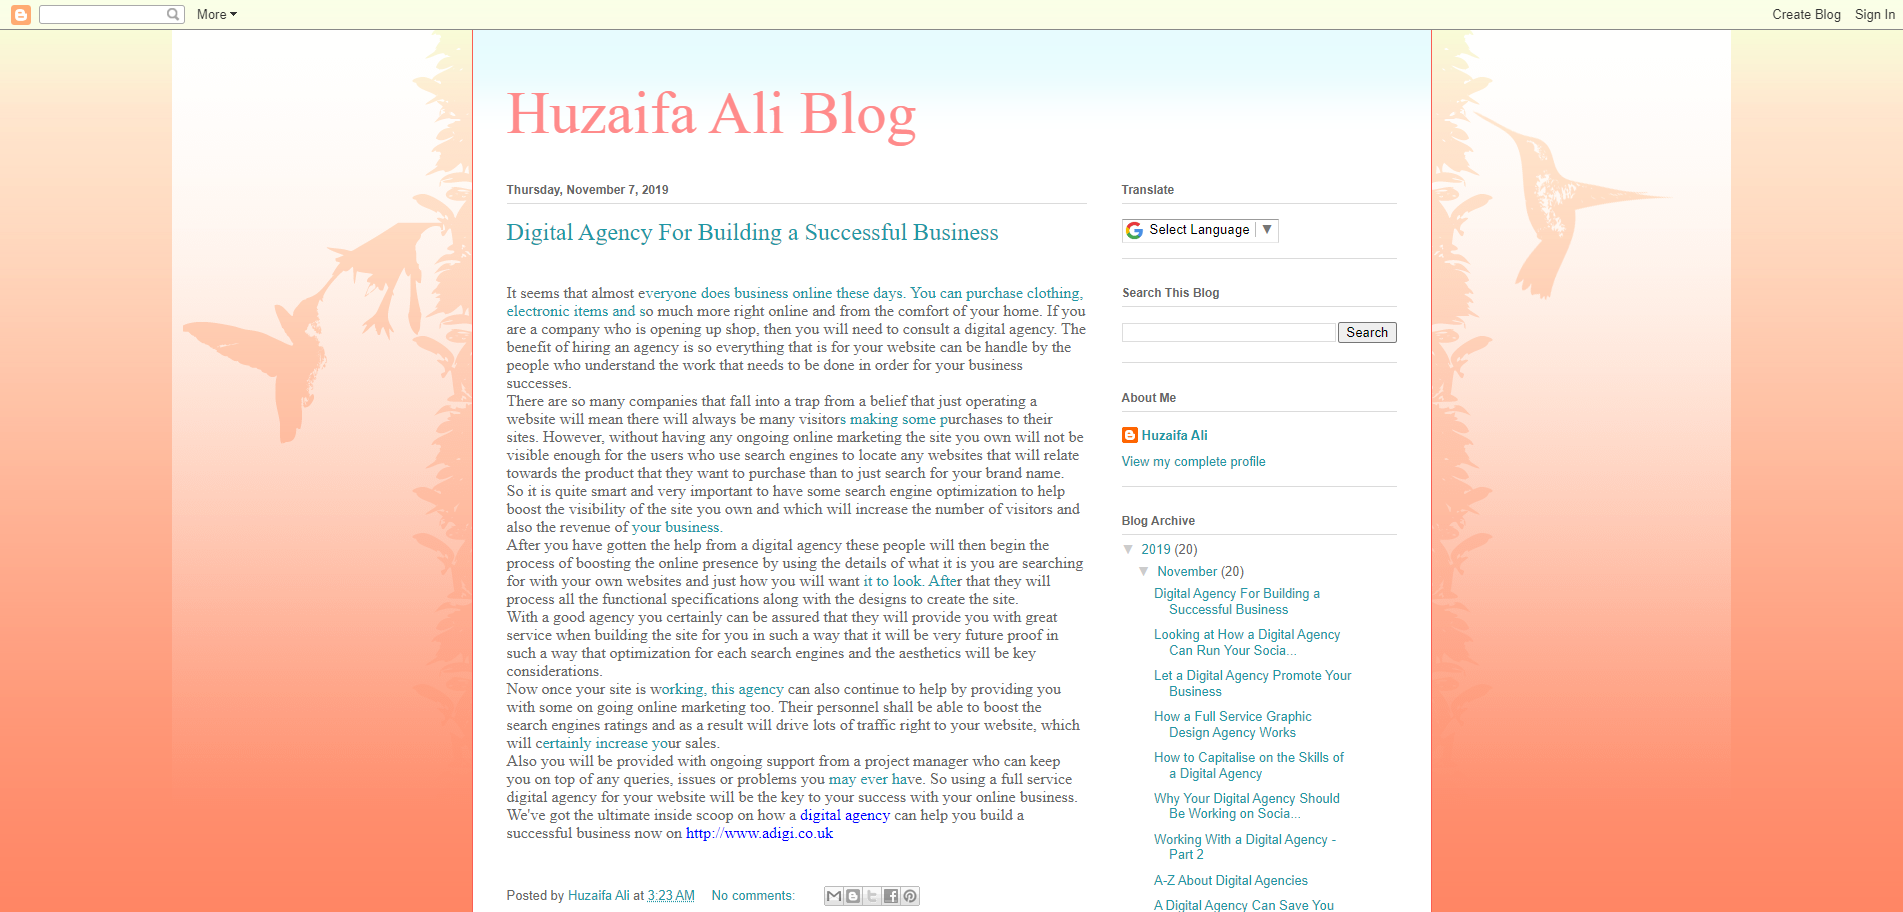 More
Create Blog
Sign In
Huzaifa Ali Blog
Thursday, November 7, 2019
Digital Agency For Building a Successful Business
It seems that almost everyone does business online these days. You can purchase clothing,
electronic items and so much more right online and from the comfort of your home. If you
are a company who is opening up shop, then you will need to consult a digital agency. The
benefit of hiring an agency is so everything that is for your website can be handle by the
people who understand the work that needs to be done in order for your business
successes.
There are so many companies that fall into a trap from a belief that just operating a
website will mean there will always be many visitors making some purchases to their
sites. However, without having any ongoing online marketing the site you own will not be
visible enough for the users who use search engines to locate any websites that will relate
towards the product that they want to purchase than to just search for your brand name.
So it is quite smart and very important to have some search engine optimization to help
boost the visibility of the site you own and which will increase the number of visitors and
also the revenue of your business.
After you have gotten the help from a digital agency these people will then begin the
process of boosting the online presence by using the details of what it is you are searching
for with your own websites and just how you will want it to look. After that they will
process all the functional specifications along with the designs to create the site.
With a good agency you certainly can be assured that they will provide you with great
service when building the site for you in such a way that it will be very future proof in
such a way that optimization for each search engines and the aesthetics will be key
considerations.
Now once your site is working, this agency can also continue to help by providing you
with some on going online marketing too. Their personnel shall be able to boost the
search engines ratings and as a result will drive lots of traffic right to your website, which
will certainly increase your sales.
Also you will be provided with ongoing support from a project manager who can keep
you on top of any queries, issues or problems you may ever have. So using a full service
digital agency for your website will be the key to your success with your online business.
We've got the ultimate inside scoop on how a digital agency can help you build a
successful business now on http://www.adigi.co.uk
Posted by Huzaifa Ali at 3:23 AM
No comments:
Translate
Select Language
Search This Blog
Search
About Me
Huzaifa Ali
View my complete profile
Blog Archive
2019 (20)
November (20)
Digital Agency For Building a
Successful Business
Looking at How a Digital Agency
Can Run Your Socia...
Let a Digital Agency Promote Your
Business
How a Full Service Graphic
Design Agency Works
How to Capitalise on the Skills of
a Digital Agency
Why Your Digital Agency Should
Be Working on Socia...
Working With a Digital Agency -
Part 2
A-Z About Digital Agencies
A Digital Agency Can Save You